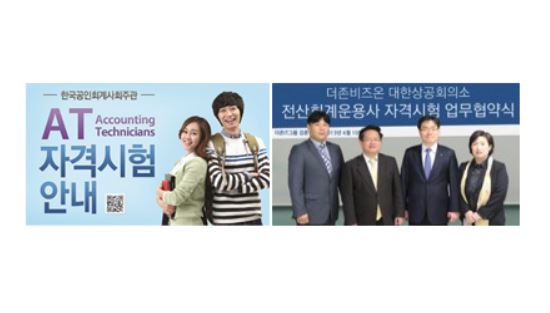 한국공인회계사회주관
AT Accounting
Technicians
자격시험
안내
더존비즈온 대한상공회의소
전산회계운용사 자격시험 업무협약식